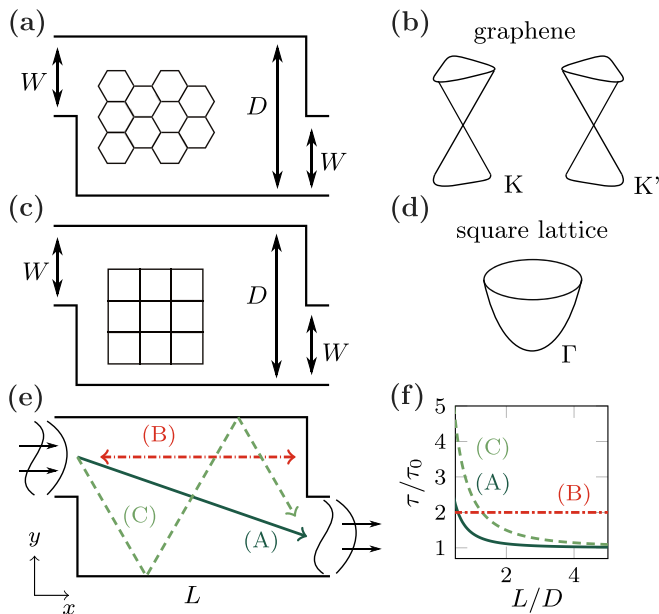 (a)
W
D
W
(b)
graphene
K
K'
(c)
W
D
W
(d)
square lattice
Γ
(e)
(B)
(C)
(A)
y
x
L
(f)
5
4
3
2
1
τ/τ0
(C)
(A)
(B)
2
4
L/D